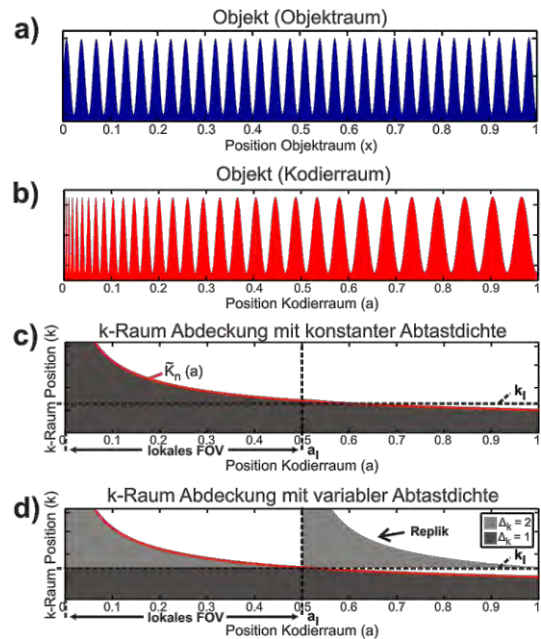 a)
Objekt (Objektraum)
0 0.1 0.2 0.3 0.4 0.5 0.6 0.7 0.8 0.9 1
Position Objektraum (x)
b)
Objekt (Kodierraum)
0 0.1 0.2 0.3 0.4 0.5 0.6 0.7 0.8 0.9 1
Position Kodierraum (a)
c)
k-Raum Abdeckung mit konstanter Abtastdichte
k-Raum Position (k)
K̃ₙ (a)
kₗ
0 0.1 0.2 0.3 0.4 0.5 0.6 0.7 0.8 0.9 1
lokales FOV
aₗ
Position Kodierraum (a)
d)
k-Raum Abdeckung mit variabler Abtastdichte
k-Raum Position (k)
Replik
Δₖ = 2
Δₖ = 1
kₗ
0 0.1 0.2 0.3 0.4 0.5 0.6 0.7 0.8 0.9 1
lokales FOV
aₗ
Position Kodierraum (a)